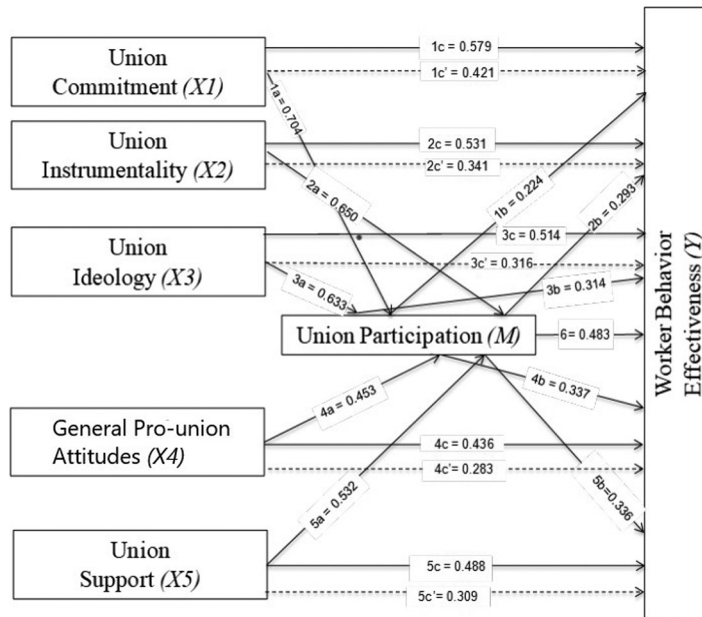 Union
Commitment (X1)
1c = 0.579
1c' = 0.421
1a = 0.704
Union
Instrumentality (X2)
2c = 0.531
2c' = 0.341
2a = 0.650
1b = 0.224
2b = 0.293
Union
Ideology (X3)
3c = 0.514
3c' = 0.316
3a = 0.633
3b = 0.314
Union Participation (M)
6= 0.483
General Pro-union
Attitudes (X4)
4a = 0.453
4b = 0.337
4c = 0.436
4c' = 0.283
5a = 0.532
5b=0.336
Union
Support (X5)
5c = 0.488
5c' = 0.309
Worker Behavior
Effectiveness (Y)